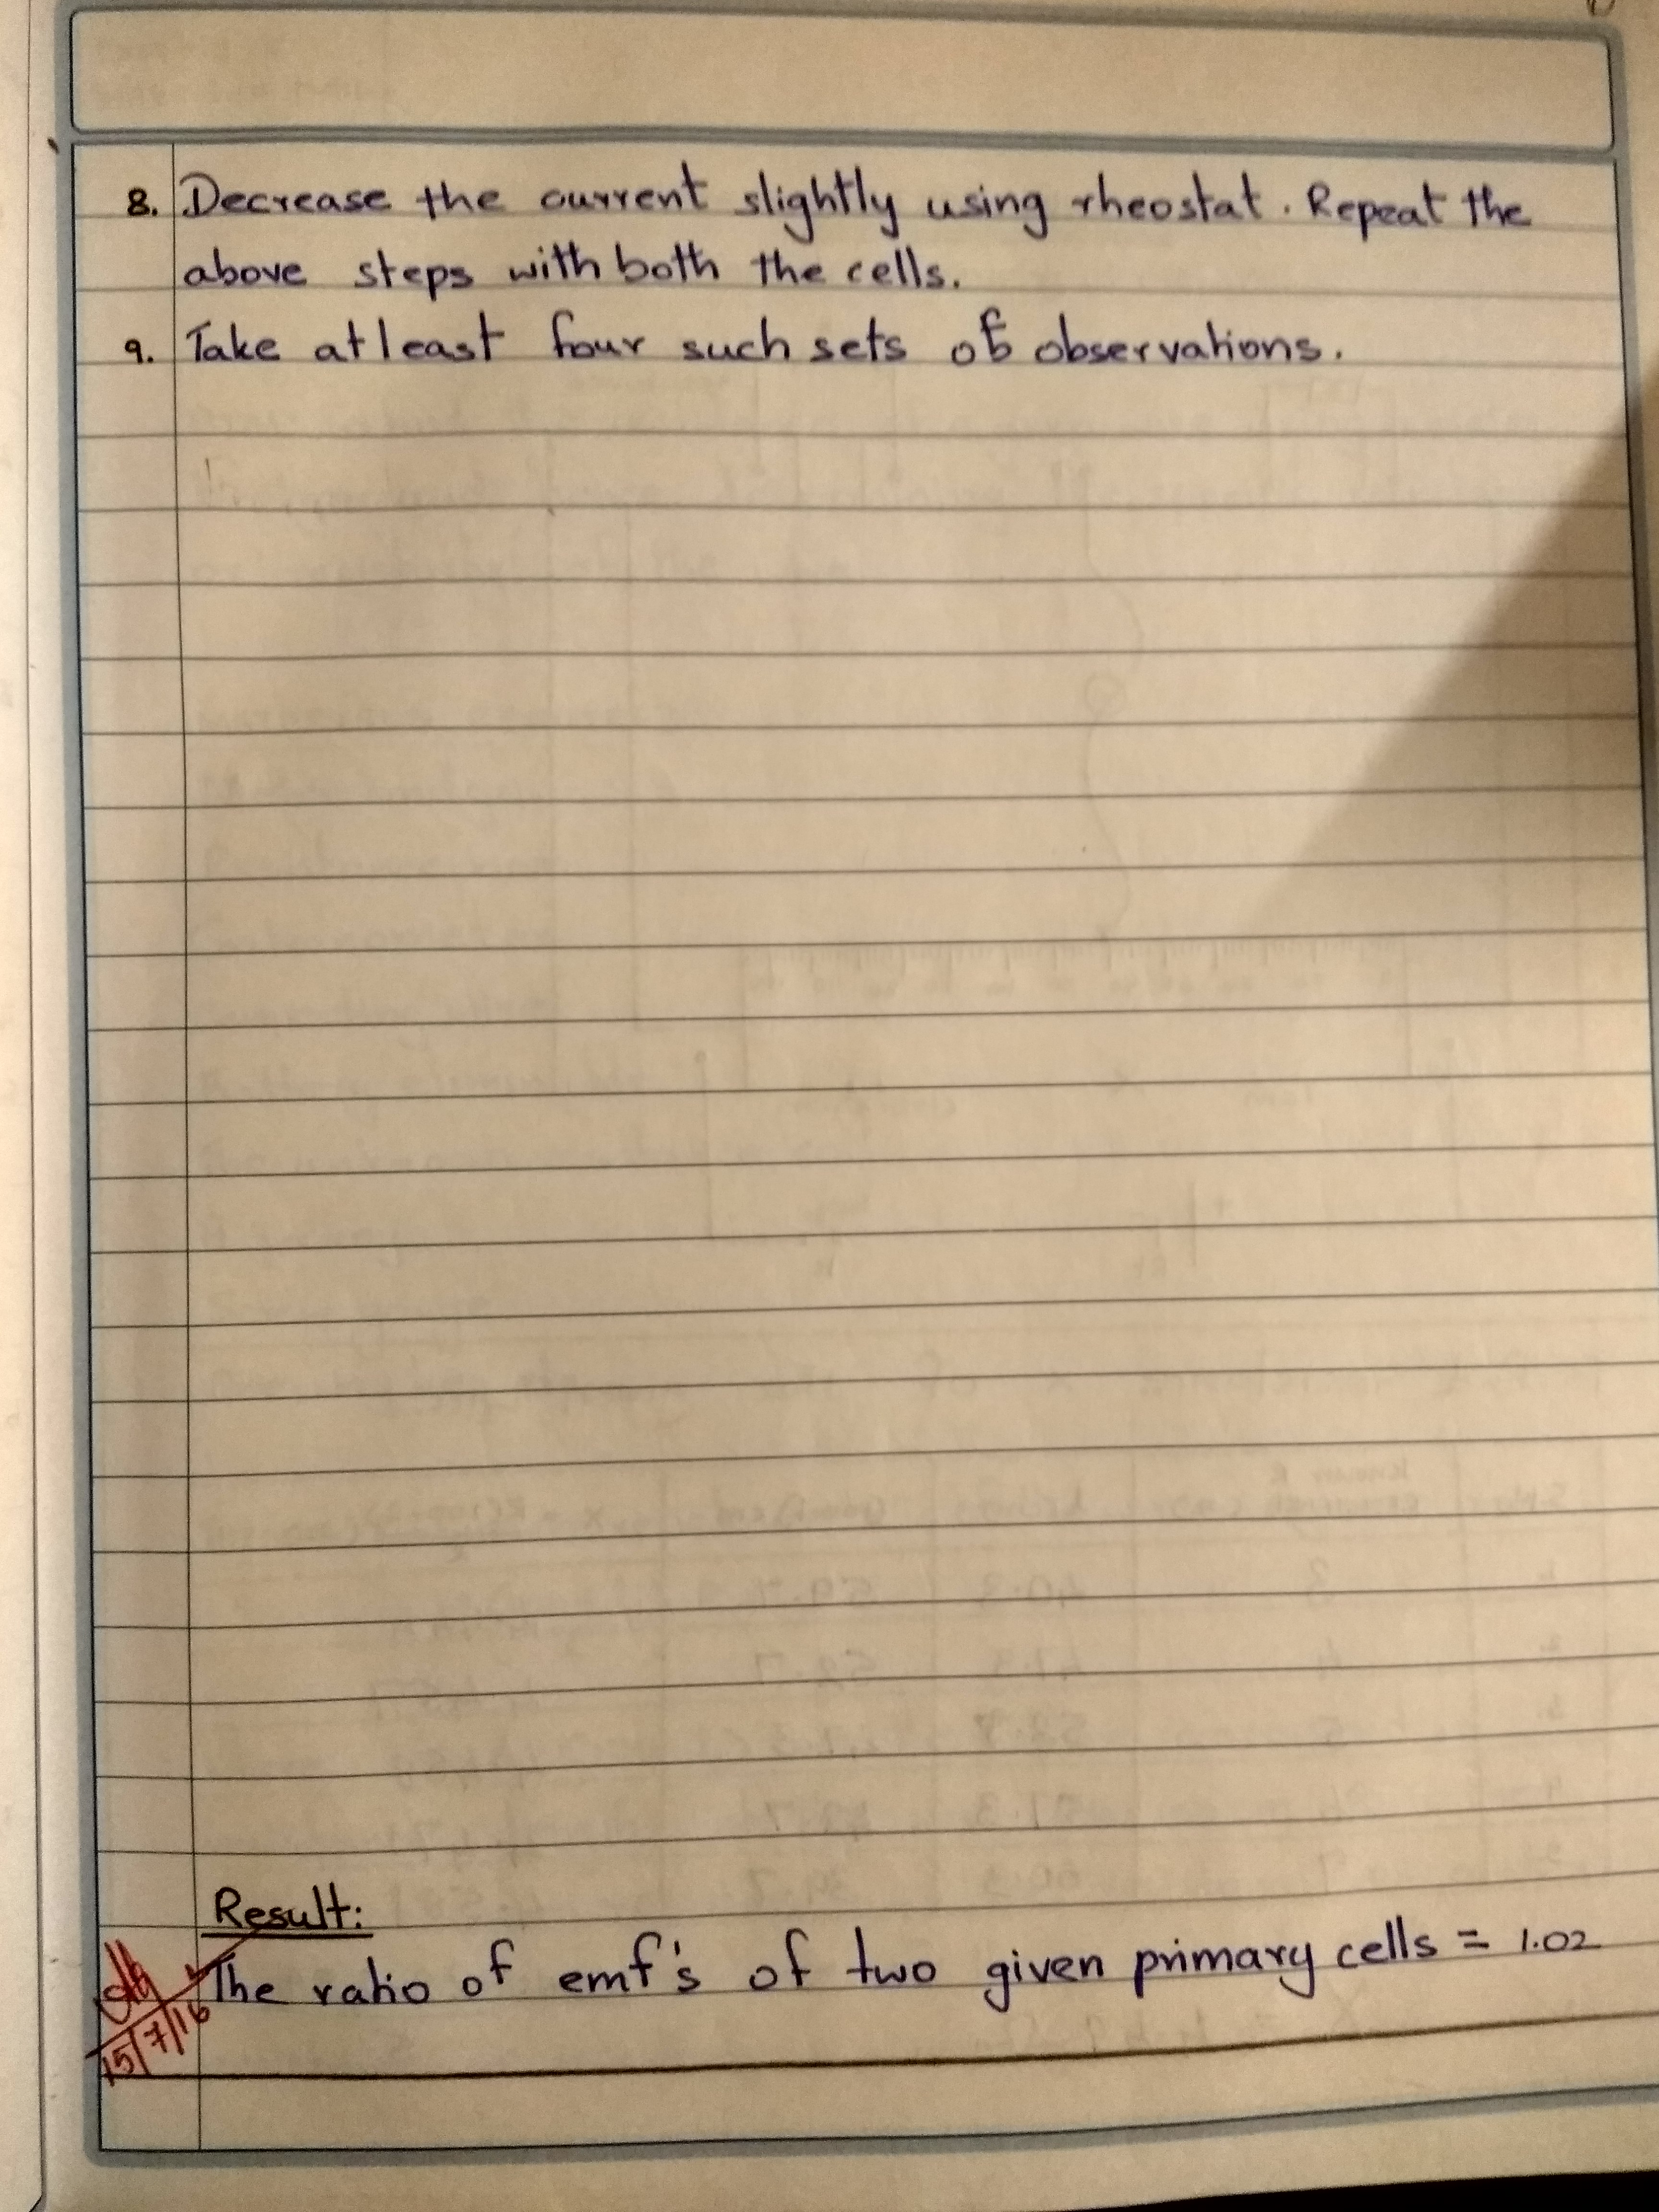 8. Decrease the current slightly using rheostat. Repeat the
above steps with both the cells.
9. Take atleast four such sets of observations.
Result:
The ratio of emf's of two given primary cells = 1.02
15/7/16